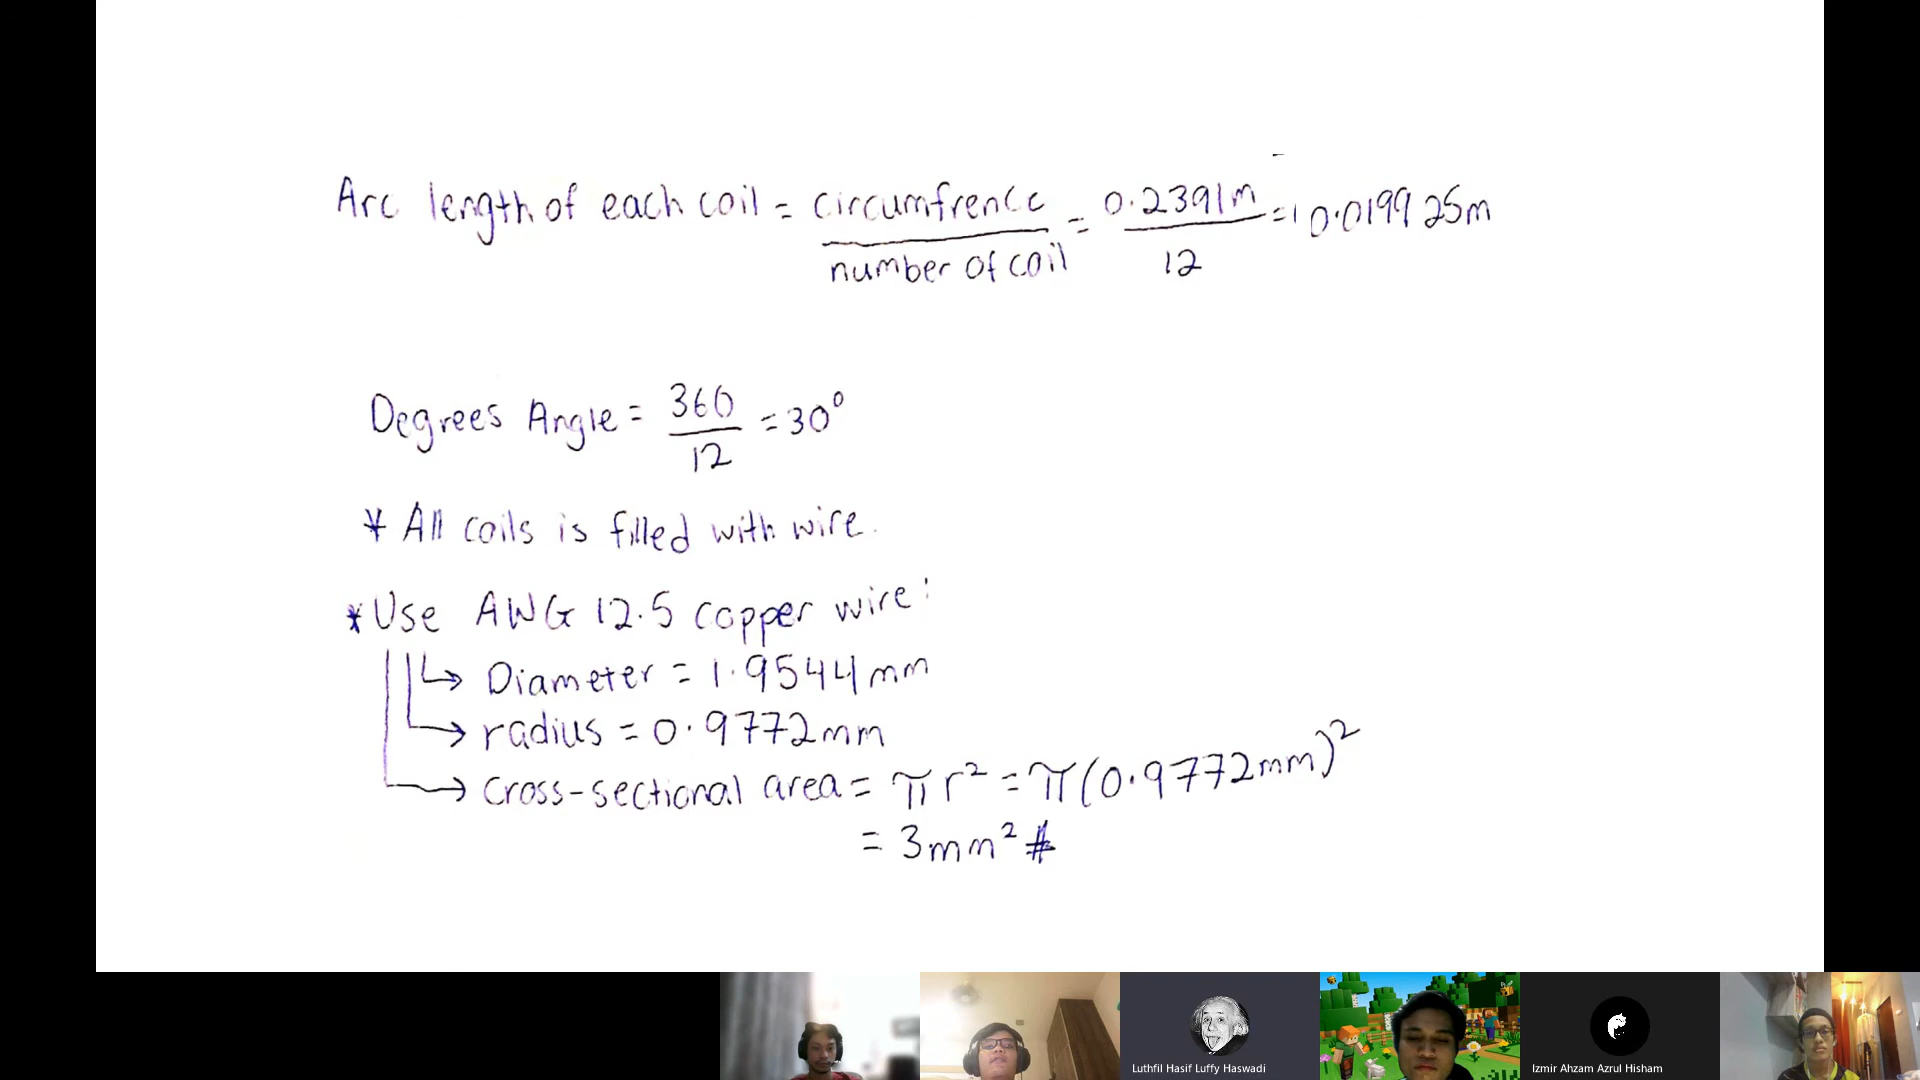 Arc length of each coil = circumfrence / number of coil = 0.2391m / 12 = 0.019925m
Degrees Angle = 360 / 12 = 30°
* All coils is filled with wire.
* Use AWG 12.5 copper wire:
→ Diameter = 1.9544mm
→ radius = 0.9772mm
→ cross-sectional area = πr² = π(0.9772mm)²
= 3mm² #
Luthfil Hasif Luffy Haswadi
Izmir Ahzam Azrul Hisham